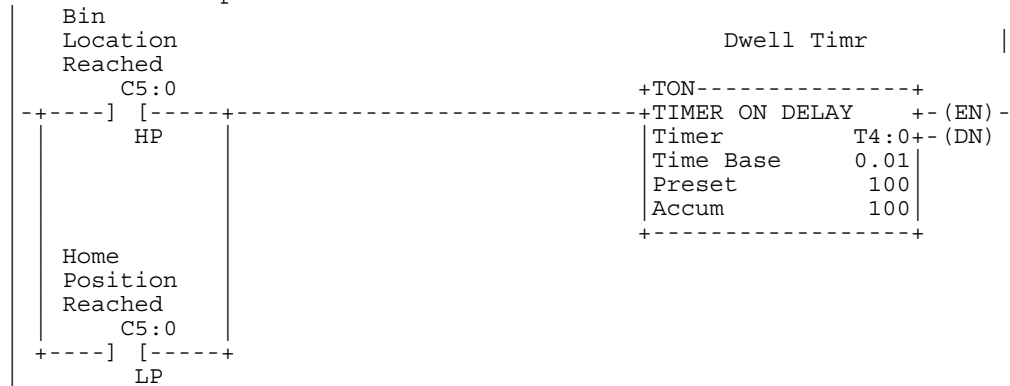 Bin
Location Dwell Timr
Reached
C5:0 +TON---------------+
-+----] [-----+--------------------------+TIMER ON DELAY +-(EN)-
HP |Timer T4:0+-(DN)
|Time Base 0.01|
|Preset 100|
|Accum 100|
+------------------+
Home
Position
Reached
C5:0
+----] [-----+
LP